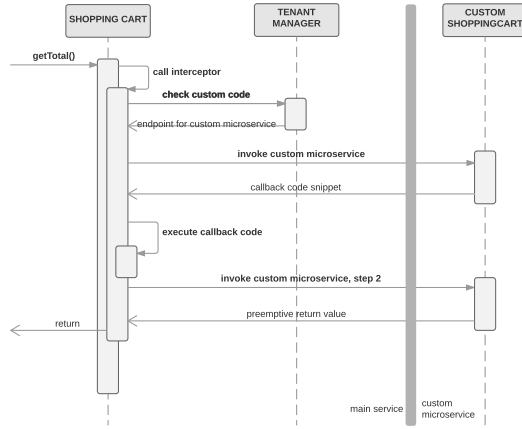 SHOPPING CART
TENANT
MANAGER
CUSTOM
SHOPPINGCART
getTotal()
call interceptor
check custom code
endpoint for custom microservice
invoke custom microservice
callback code snippet
execute callback code
invoke custom microservice, step 2
preemptive return value
return
main service
custom
microservice